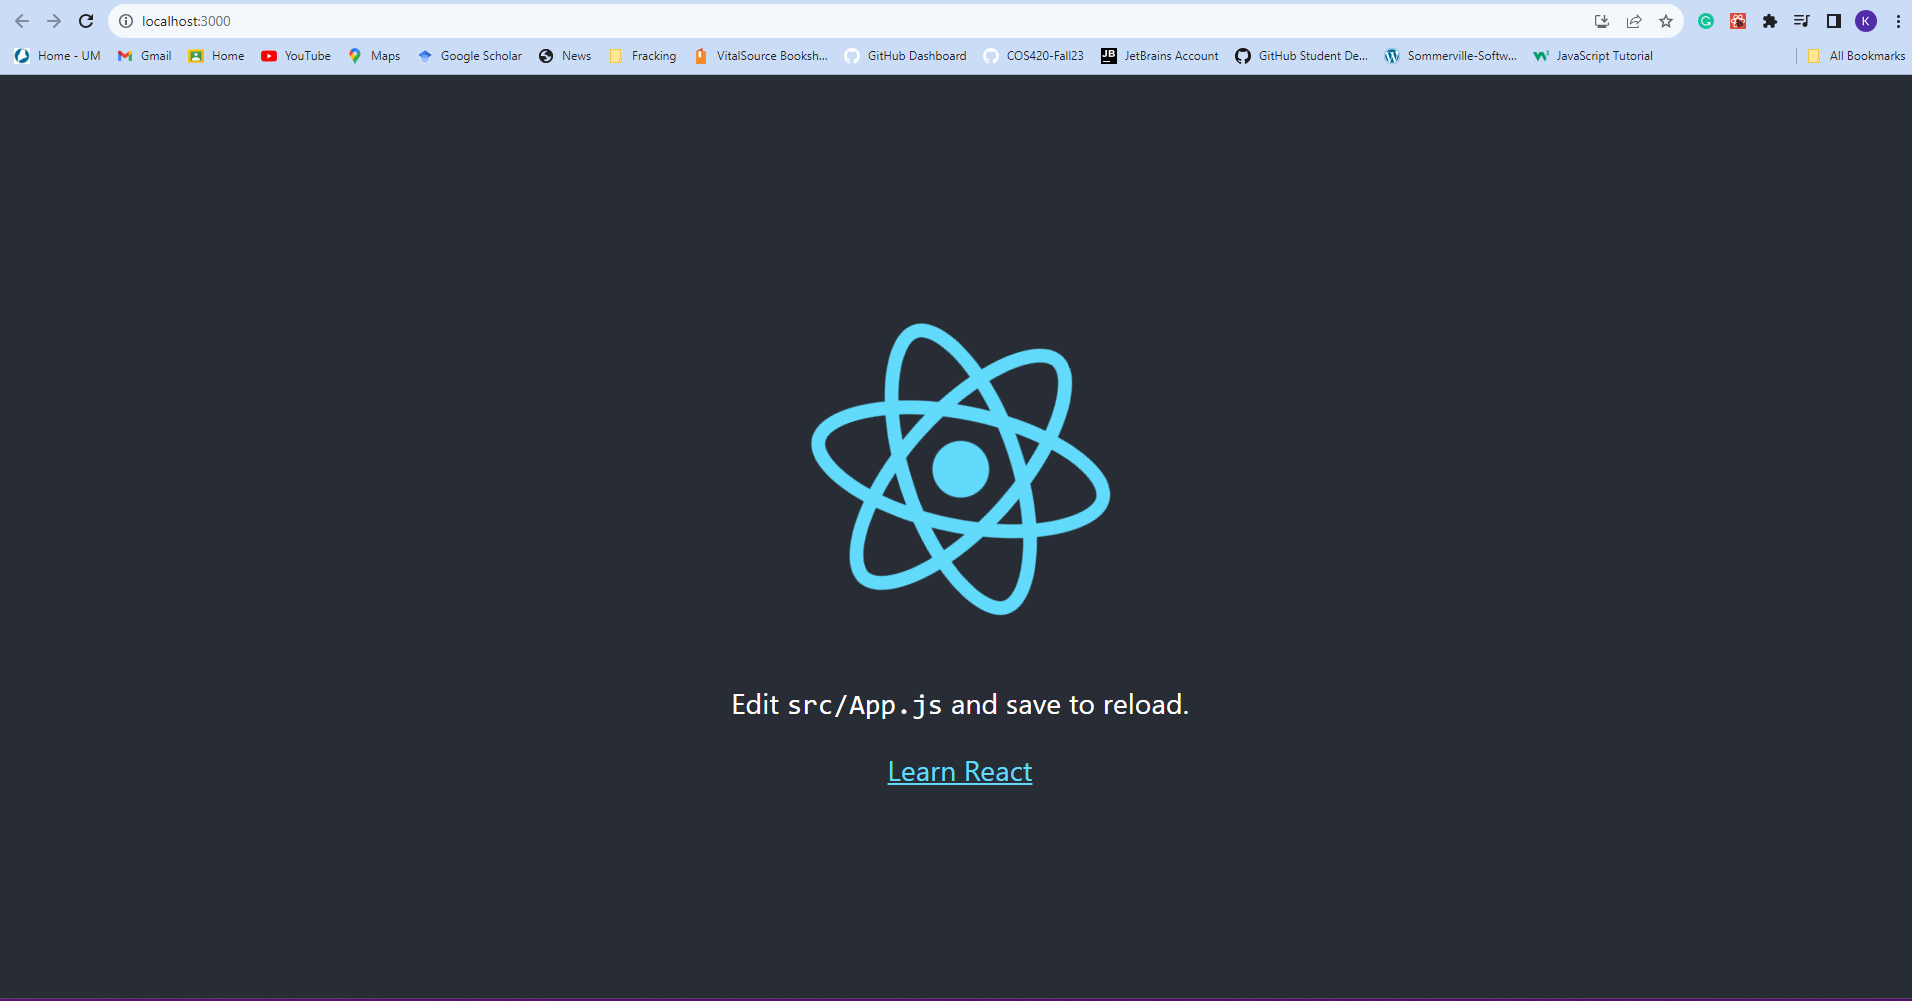 localhost:3000
Home - UM Gmail Home YouTube Maps Google Scholar News Fracking VitalSource Booksh... GitHub Dashboard COS420-Fall23 JB JetBrains Account GitHub Student De... Sommerville-Softw... JavaScript Tutorial All Bookmarks
K
Edit src/App.js and save to reload.
Learn React